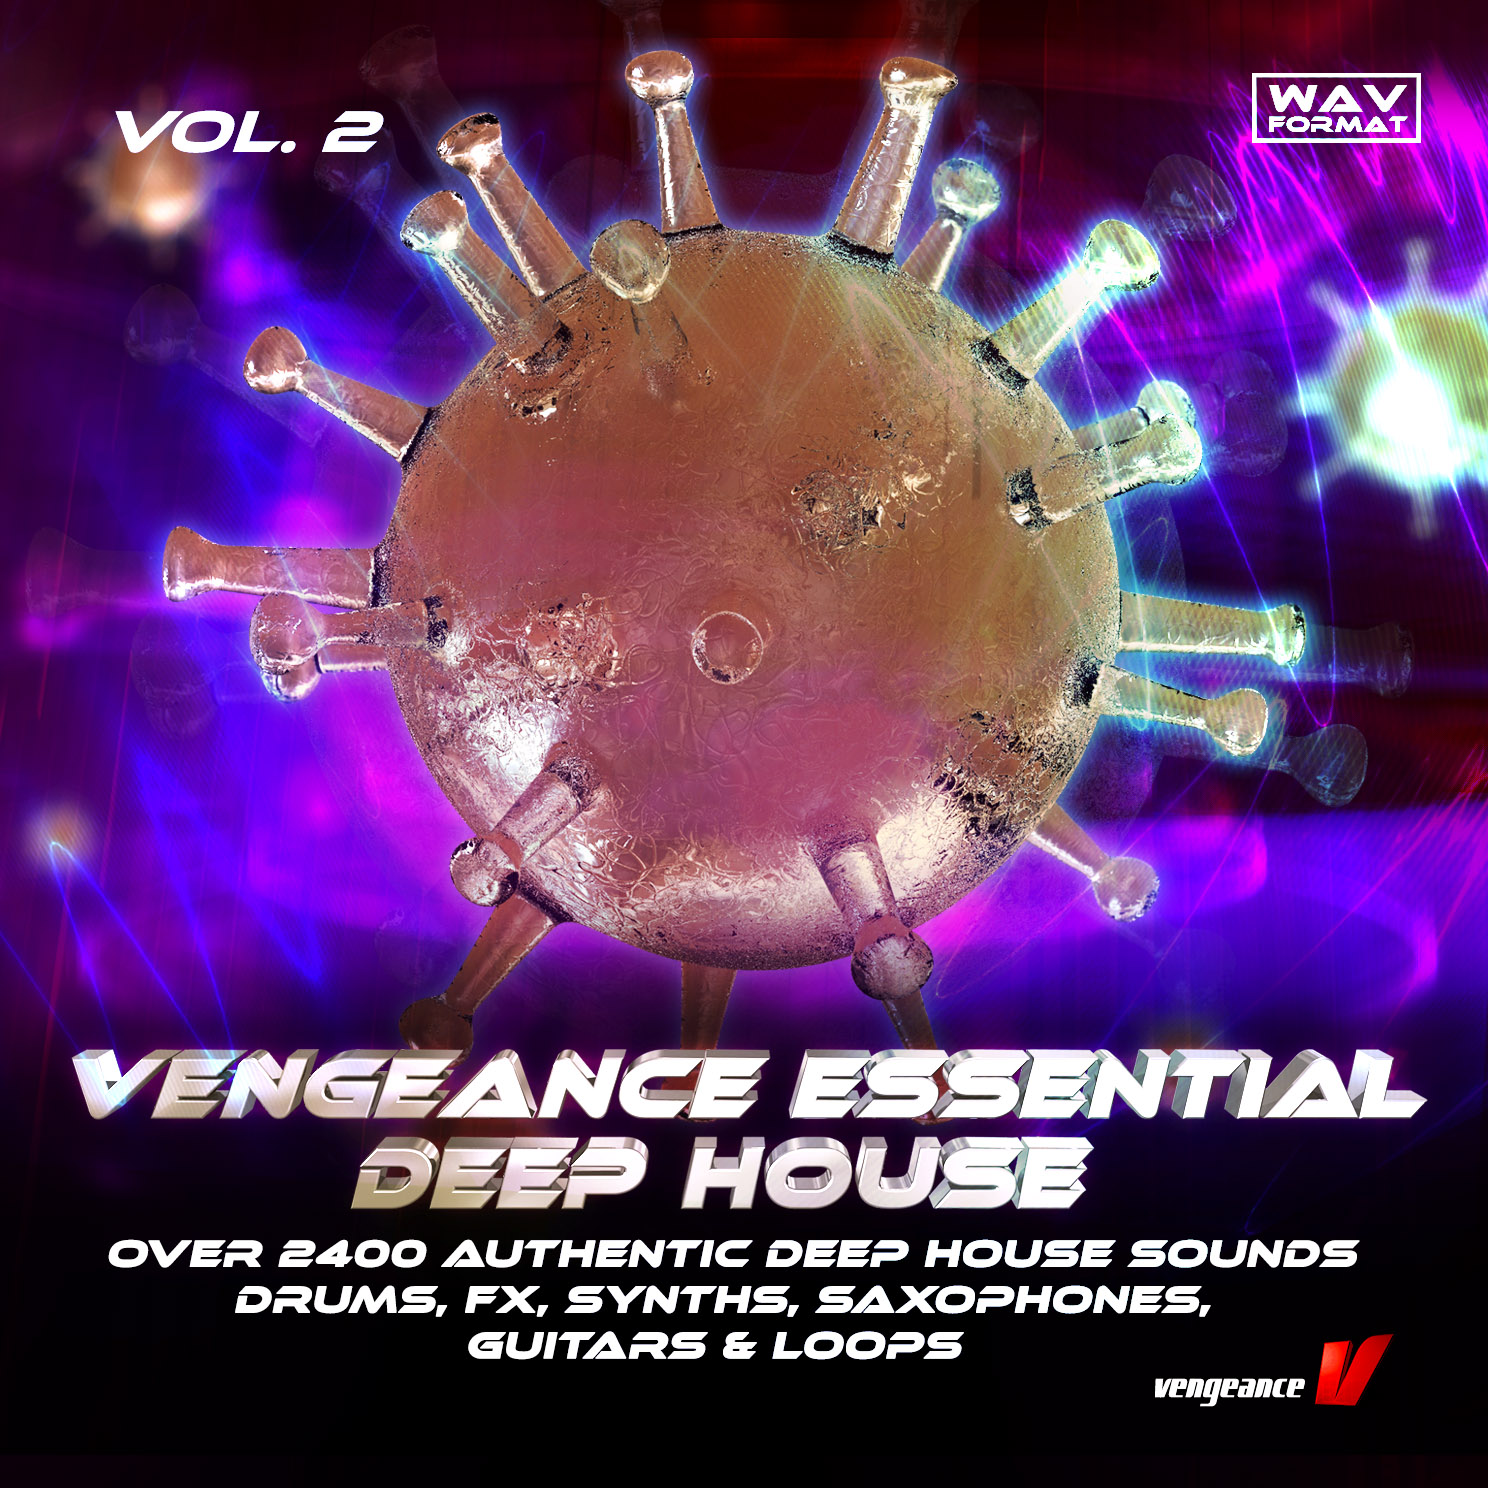 VOL. 2
WAV
FORMAT
VENGEANCE ESSENTIAL
DEEP HOUSE
OVER 2400 AUTHENTIC DEEP HOUSE SOUNDS
DRUMS, FX, SYNTHS, SAXOPHONES,
GUITARS & LOOPS
vengeance V